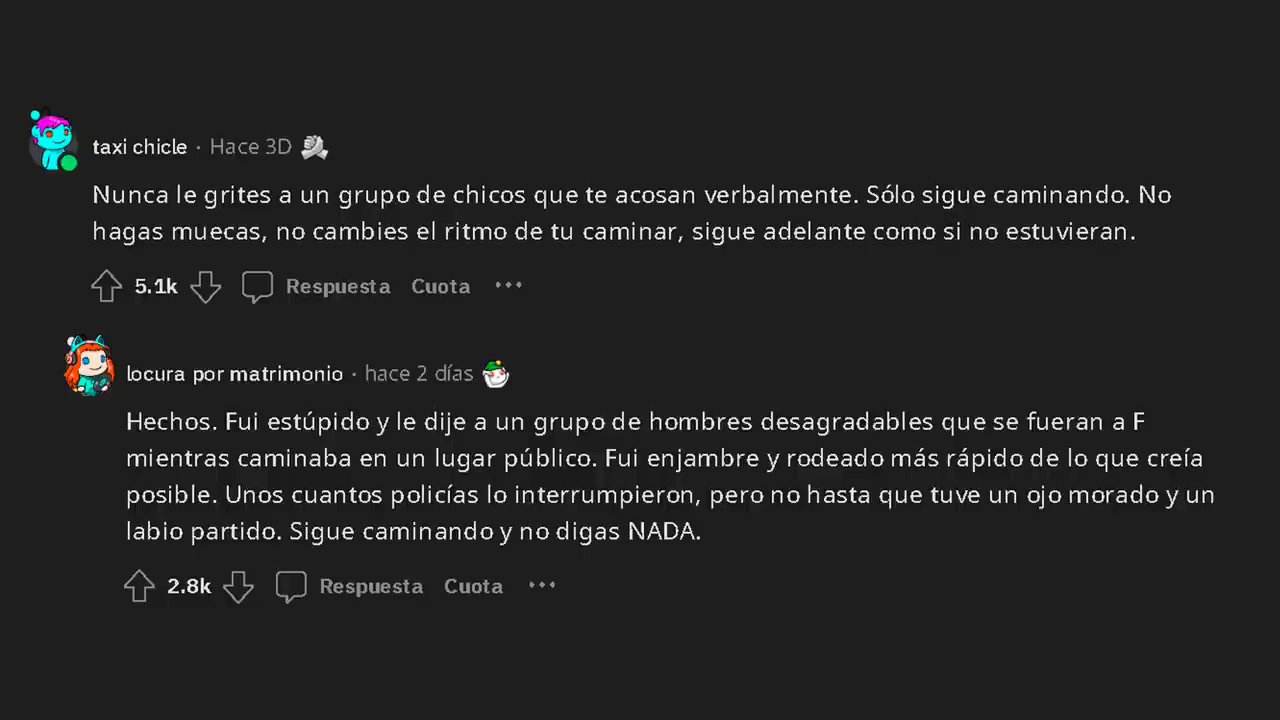 taxi chicle · Hace 3D
Nunca le grites a un grupo de chicos que te acosan verbalmente. Sólo sigue caminando. No
hagas muecas, no cambies el ritmo de tu caminar, sigue adelante como si no estuvieran.
5.1k Respuesta Cuota ···
locura por matrimonio · hace 2 días
Hechos. Fui estúpido y le dije a un grupo de hombres desagradables que se fueran a F
mientras caminaba en un lugar público. Fui enjambre y rodeado más rápido de lo que creía
posible. Unos cuantos policías lo interrumpieron, pero no hasta que tuve un ojo morado y un
labio partido. Sigue caminando y no digas NADA.
2.8k Respuesta Cuota ···